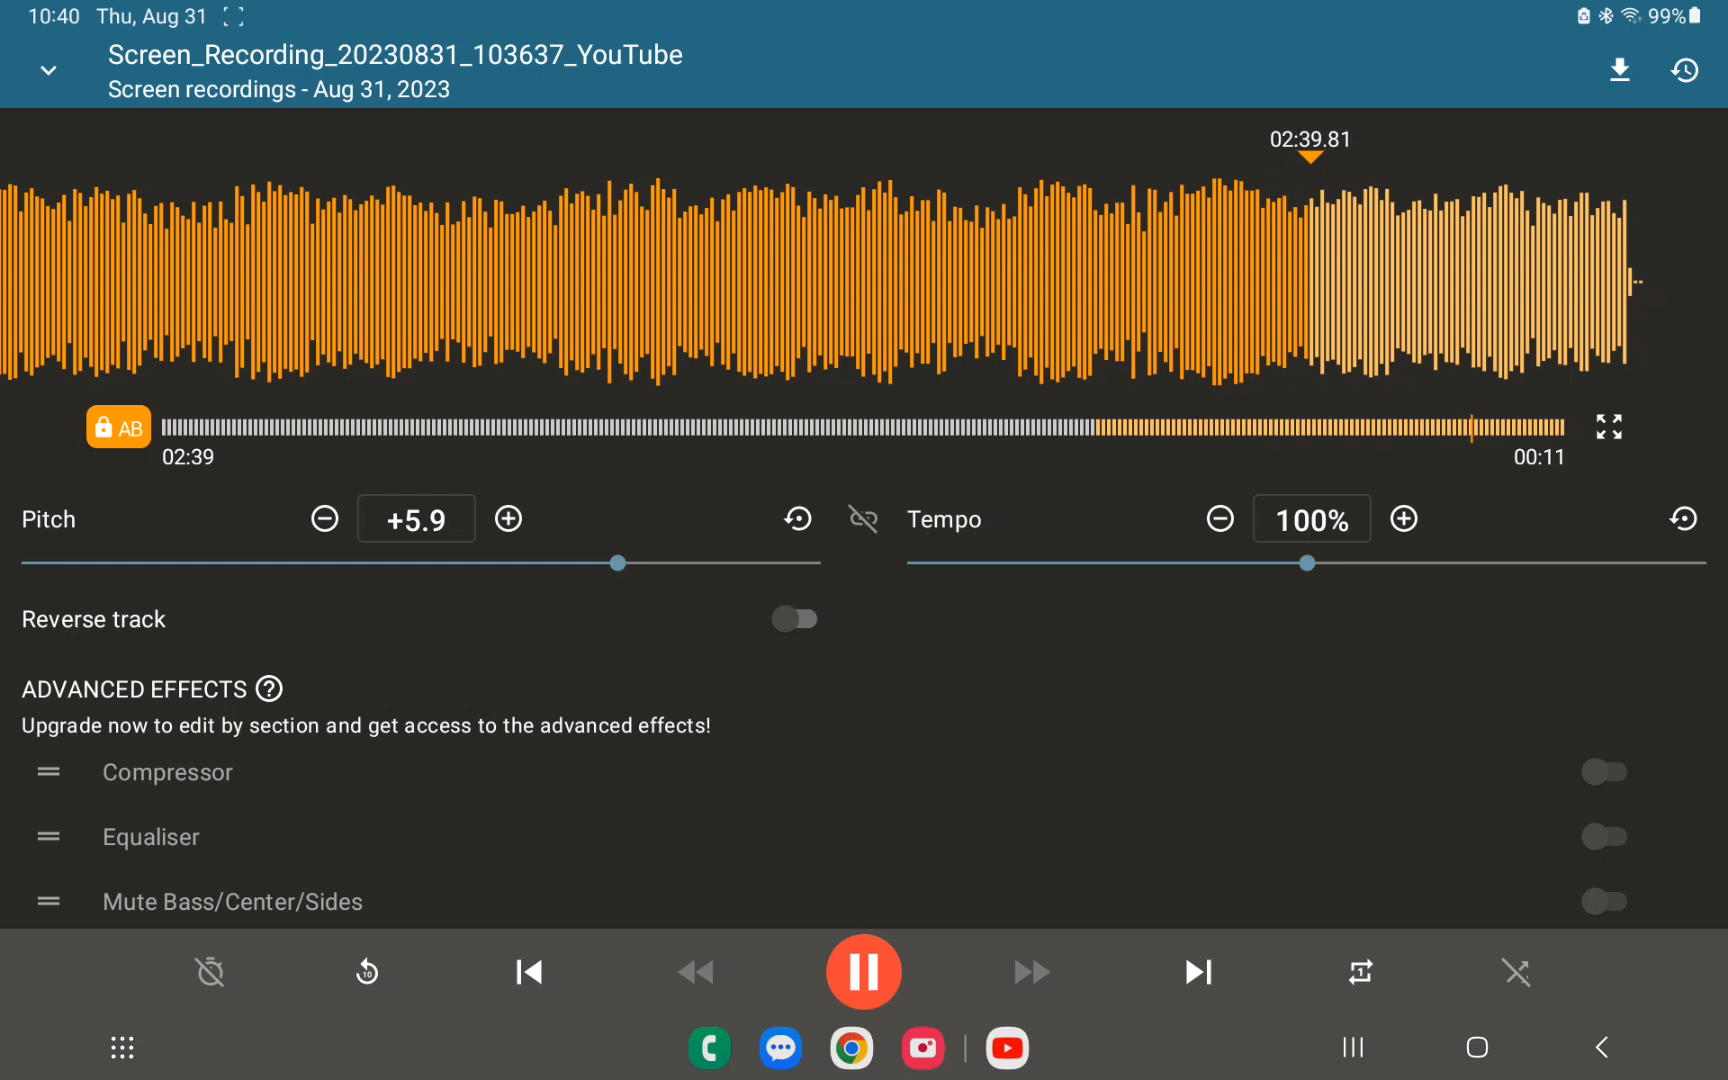 10:40 Thu, Aug 31
99%
Screen_Recording_20230831_103637_YouTube
Screen recordings - Aug 31, 2023
02:39.81
AB
02:39
00:11
Pitch
+5.9
Tempo
100%
Reverse track
ADVANCED EFFECTS ?
Upgrade now to edit by section and get access to the advanced effects!
Compressor
Equaliser
Mute Bass/Center/Sides
10
1